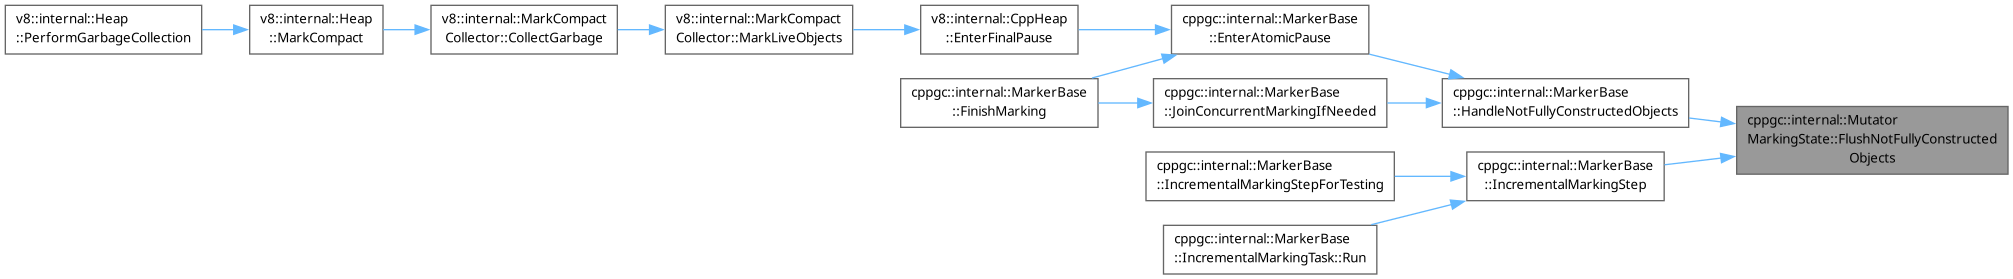 v8::internal::Heap
::PerformGarbageCollection
v8::internal::Heap
::MarkCompact
v8::internal::MarkCompact
Collector::CollectGarbage
v8::internal::MarkCompact
Collector::MarkLiveObjects
v8::internal::CppHeap
::EnterFinalPause
cppgc::internal::MarkerBase
::EnterAtomicPause
cppgc::internal::MarkerBase
::FinishMarking
cppgc::internal::MarkerBase
::JoinConcurrentMarkingIfNeeded
cppgc::internal::MarkerBase
::HandleNotFullyConstructedObjects
cppgc::internal::Mutator
MarkingState::FlushNotFullyConstructed
Objects
cppgc::internal::MarkerBase
::IncrementalMarkingStepForTesting
cppgc::internal::MarkerBase
::IncrementalMarkingStep
cppgc::internal::MarkerBase
::IncrementalMarkingTask::Run